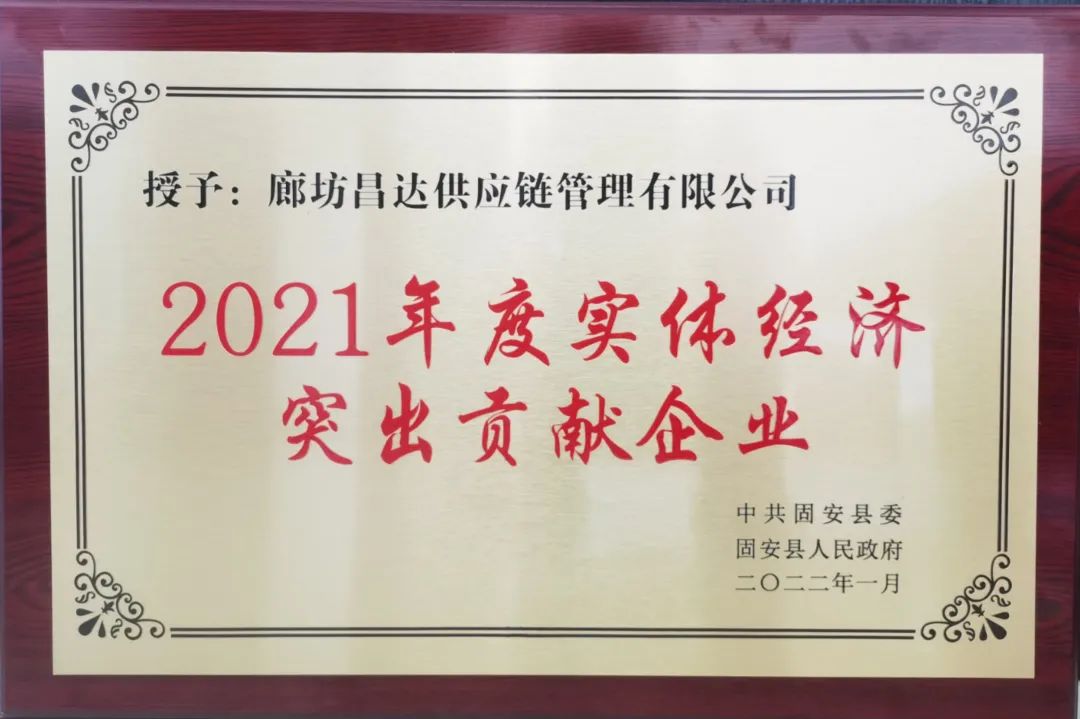 授予：廊坊昌达供应链管理有限公司
2021年度实体经济
突出贡献企业
中共固安县委
固安县人民政府
二〇二二年一月